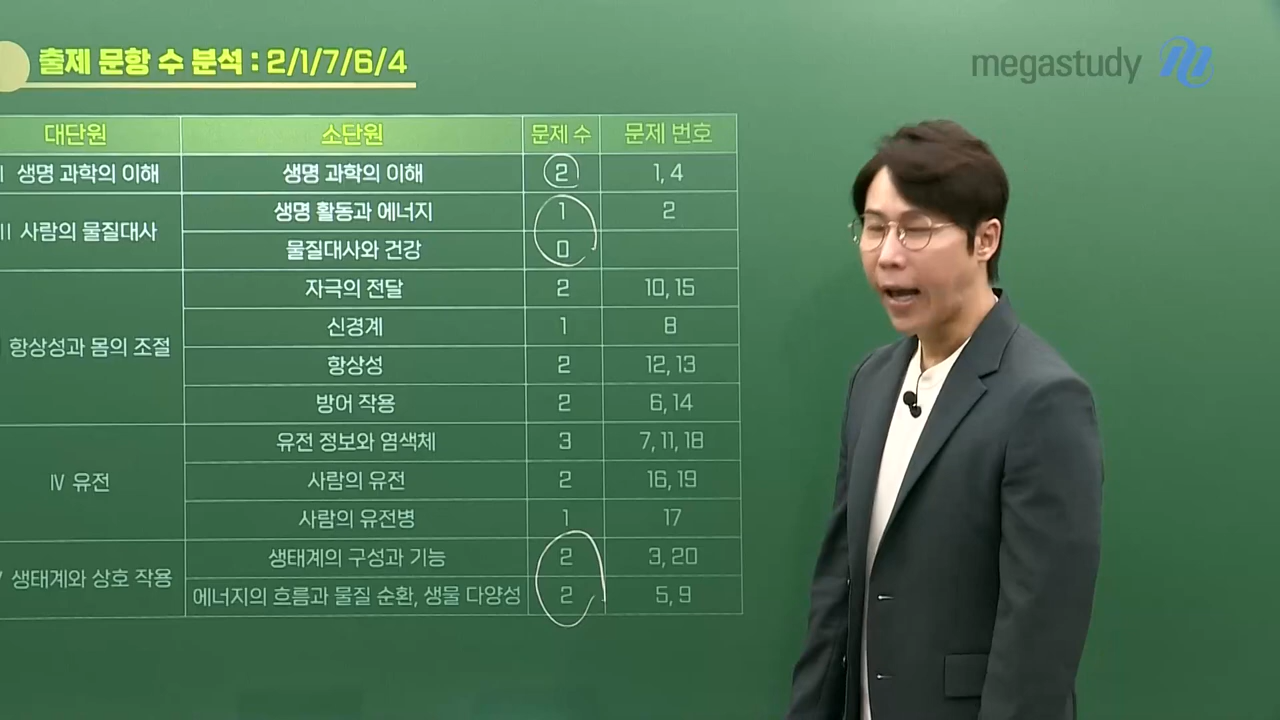 출제 문항 수 분석 : 2/1/7/6/4
megastudy
대단원 소단원 문제 수 문제 번호
Ⅰ 생명 과학의 이해 생명 과학의 이해 2 1, 4
Ⅱ 사람의 물질대사 생명 활동과 에너지 1 2
물질대사와 건강 0
항상성과 몸의 조절 자극의 전달 2 10, 15
신경계 1 8
항상성 2 12, 13
방어 작용 2 6, 14
Ⅳ 유전 유전 정보와 염색체 3 7, 11, 18
사람의 유전 2 16, 19
사람의 유전병 1 17
생태계와 상호 작용 생태계의 구성과 기능 2 3, 20
에너지의 흐름과 물질 순환, 생물 다양성 2 5, 9